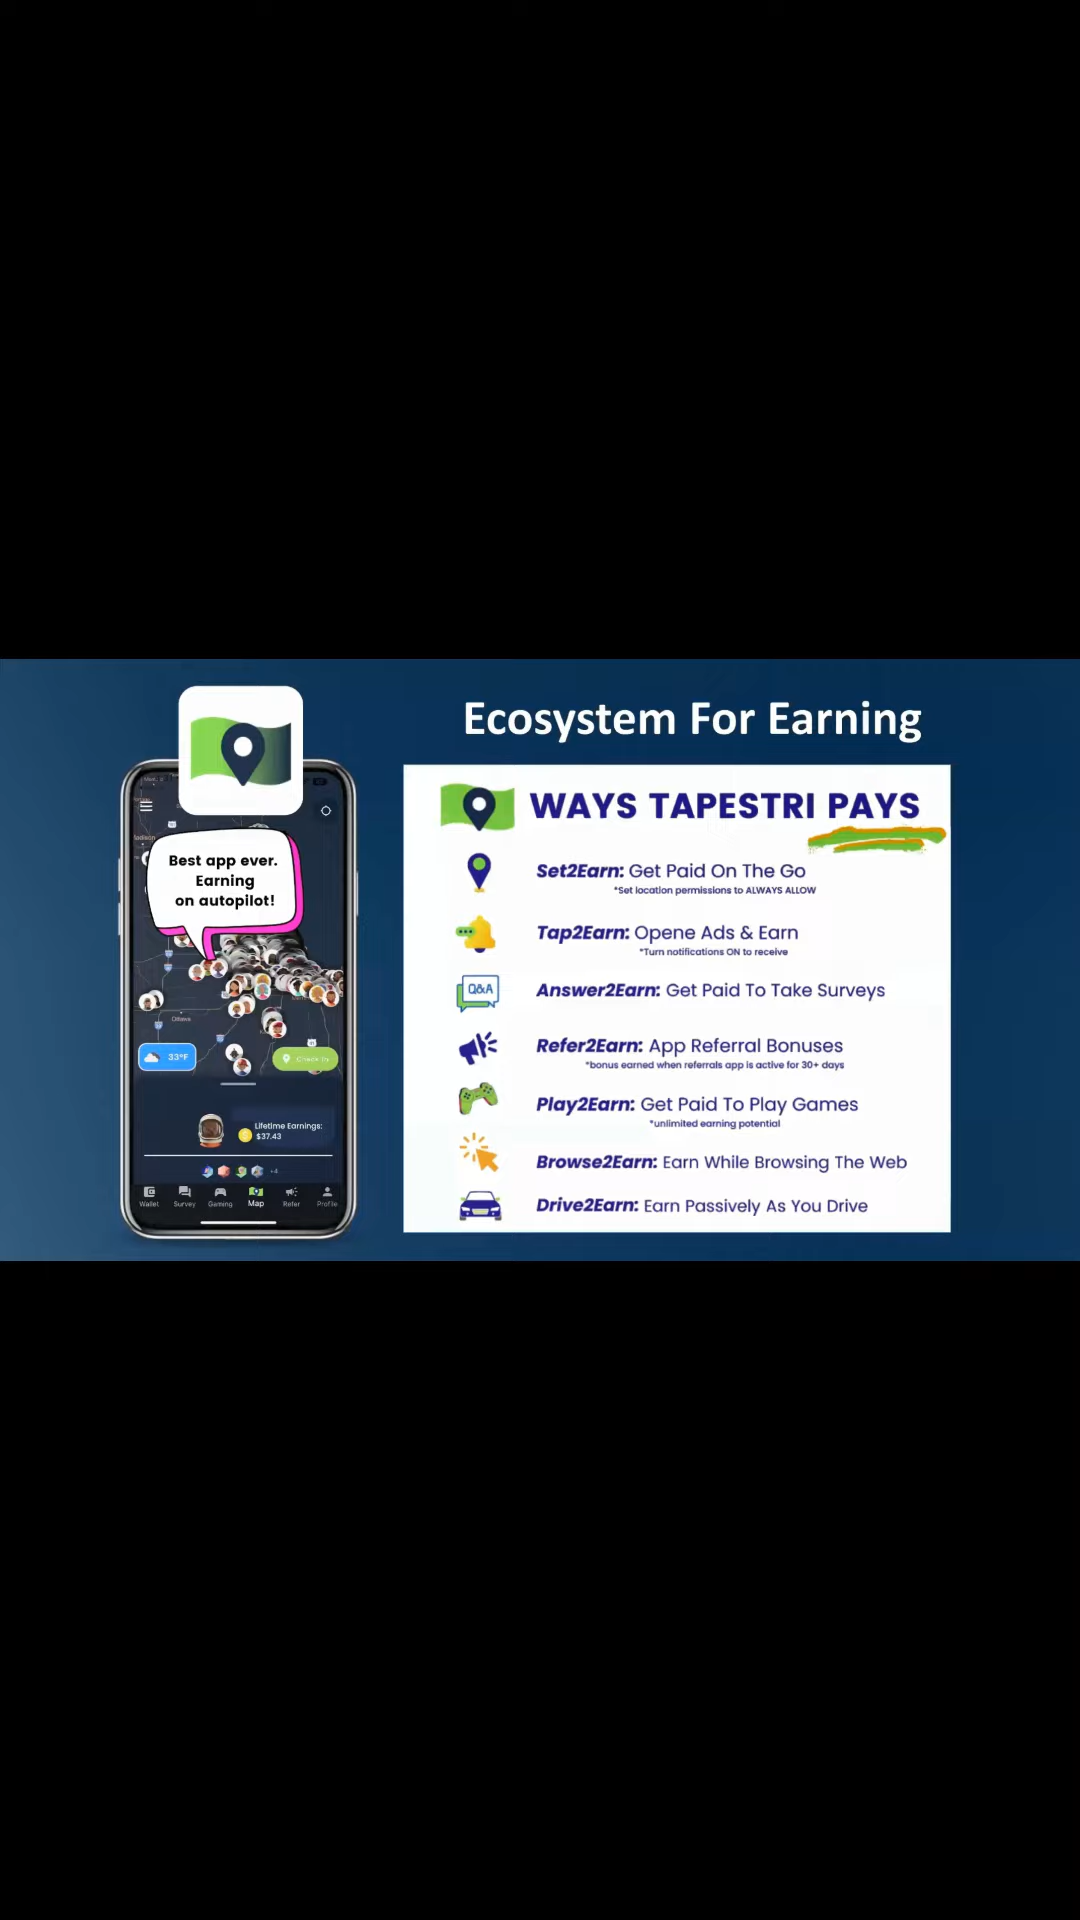 Ecosystem For Earning
WAYS TAPESTRI PAYS
Set2Earn: Get Paid On The Go
*Set location permissions to ALWAYS ALLOW
Tap2Earn: Opene Ads & Earn
*Turn notifications ON to receive
Q&A
Answer2Earn: Get Paid To Take Surveys
Refer2Earn: App Referral Bonuses
*bonus earned when referrals app is active for 30+ days
Play2Earn: Get Paid To Play Games
*unlimited earning potential
Browse2Earn: Earn While Browsing The Web
Drive2Earn: Earn Passively As You Drive
Best app ever.
Earning
on autopilot!
Ottawa
33°F
Check In
Lifetime Earnings:
$37.43
+4
Wallet Survey Gaming Map Refer Profile